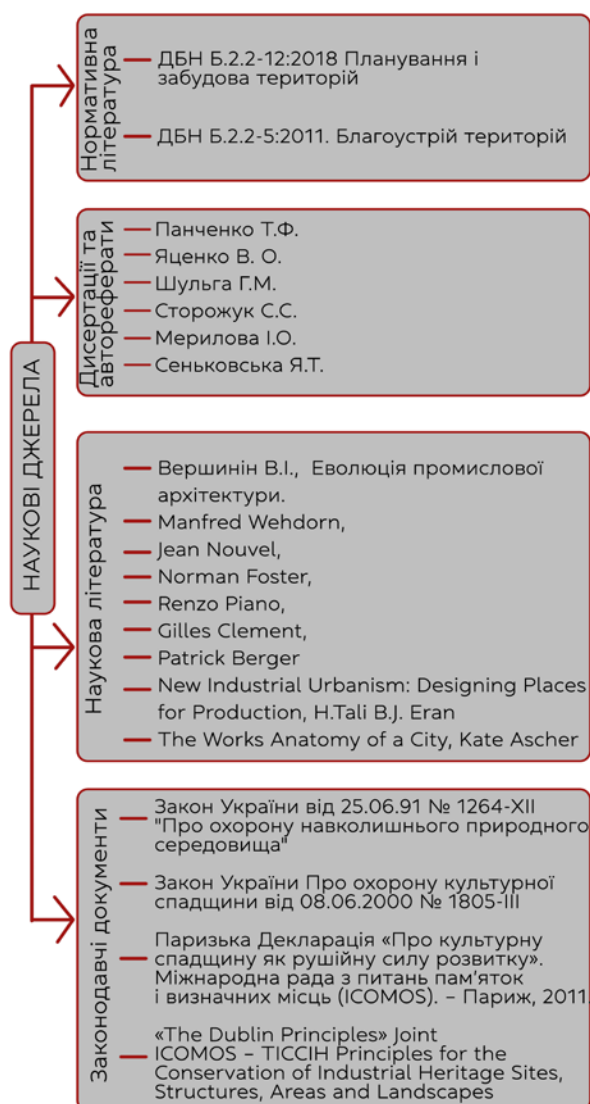 НАУКОВІ ДЖЕРЕЛА
Нормативна
література
ДБН Б.2.2-12:2018 Планування і
забудова територій
ДБН Б.2.2-5:2011. Благоустрій територій
Дисертації та
автореферати
Панченко Т.Ф.
Яценко В. О.
Шульга Г.М.
Сторожук С.С.
Мерилова І.О.
Сеньковська Я.Т.
Наукова література
Вершинін В.І., Еволюція промислової
архітектури.
Manfred Wehdorn,
Jean Nouvel,
Norman Foster,
Renzo Piano,
Gilles Clement,
Patrick Berger
New Industrial Urbanism: Designing Places
for Production, H.Tali B.J. Eran
The Works Anatomy of a City, Kate Ascher
Законодавчі документи
Закон України від 25.06.91 № 1264-XII
"Про охорону навколишнього природного
середовища"
Закон України Про охорону культурної
спадщини від 08.06.2000 № 1805-III
Паризька Декларація «Про культурну
спадщину як рушійну силу розвитку».
Міжнародна рада з питань пам’яток
і визначних місць (ICOMOS). – Париж, 2011.
«The Dublin Principles» Joint
ICOMOS – TICCIH Principles for the
Conservation of Industrial Heritage Sites,
Structures, Areas and Landscapes